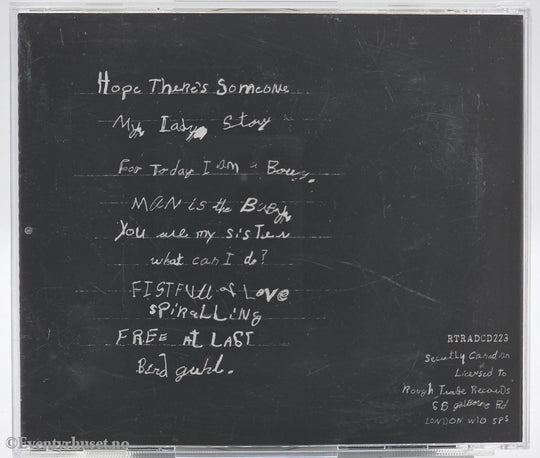 Hope There's Someone
My Lady Story
For Today I Am a Boy
MAN is the BaBy
You are my SiSTer
what can I do?
FISTFUll of LOVe
SPiRaLLiNg
FREE AT LAST
Bird guhl.
RTRADCD223
Secretly Canadian
Licensed to
Rough Trade Records
66 golborne Rd
LONDON W10 5PS
© Eventyrhuset.no